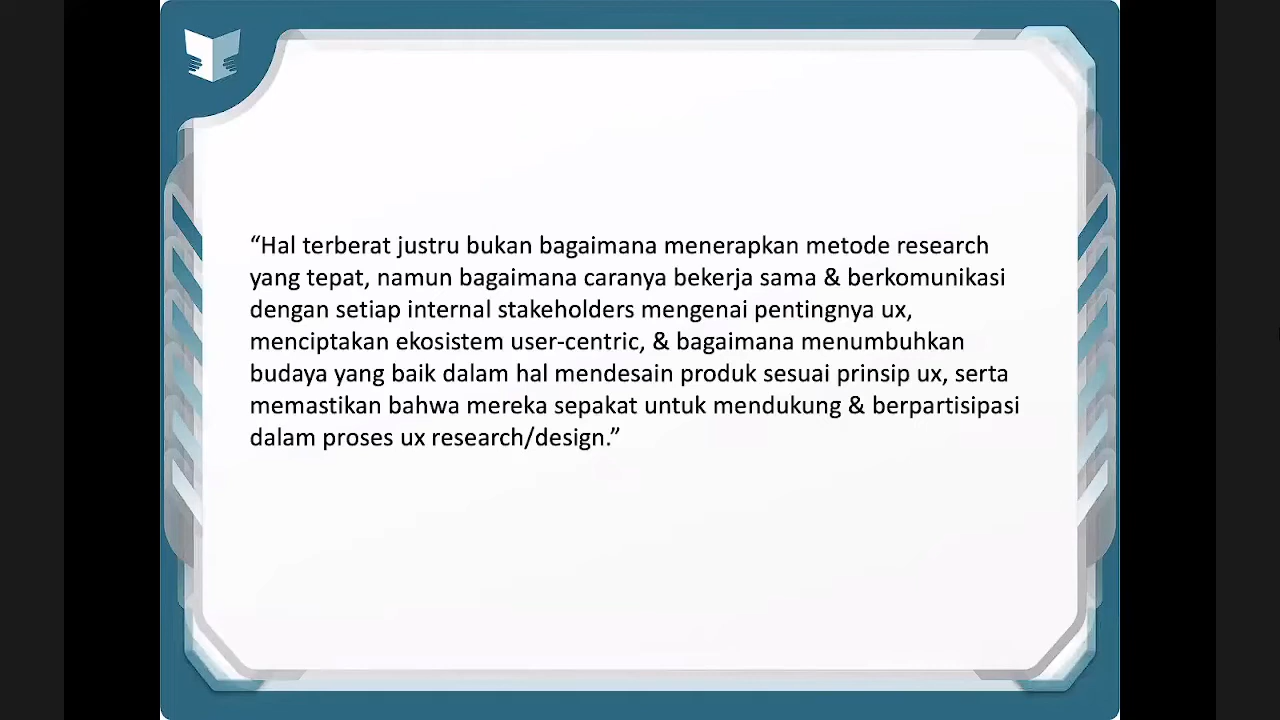 “Hal terberat justru bukan bagaimana menerapkan metode research
yang tepat, namun bagaimana caranya bekerja sama & berkomunikasi
dengan setiap internal stakeholders mengenai pentingnya ux,
menciptakan ekosistem user-centric, & bagaimana menumbuhkan
budaya yang baik dalam hal mendesain produk sesuai prinsip ux, serta
memastikan bahwa mereka sepakat untuk mendukung & berpartisipasi
dalam proses ux research/design.”